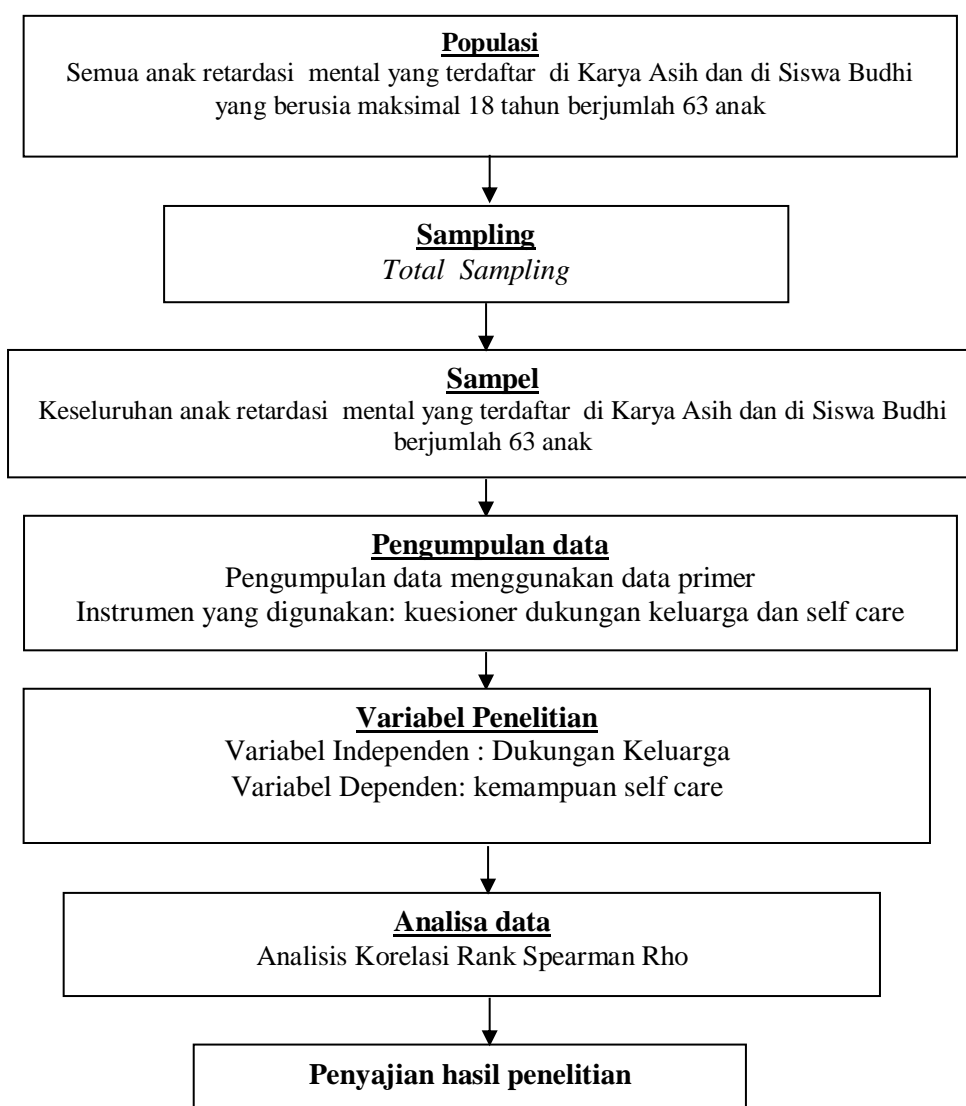 Populasi
Semua anak retardasi mental yang terdaftar di Karya Asih dan di Siswa Budhi
yang berusia maksimal 18 tahun berjumlah 63 anak
Sampling
Total Sampling
Sampel
Keseluruhan anak retardasi mental yang terdaftar di Karya Asih dan di Siswa Budhi
berjumlah 63 anak
Pengumpulan data
Pengumpulan data menggunakan data primer
Instrumen yang digunakan: kuesioner dukungan keluarga dan self care
Variabel Penelitian
Variabel Independen : Dukungan Keluarga
Variabel Dependen: kemampuan self care
Analisa data
Analisis Korelasi Rank Spearman Rho
Penyajian hasil penelitian